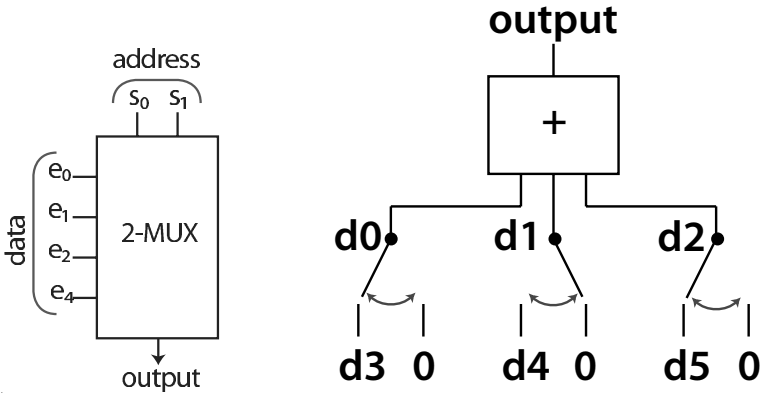 address
S0 S1
data
e0
e1
e2
e4
2-MUX
output
output
+
d0 d1 d2
d3 0 d4 0 d5 0